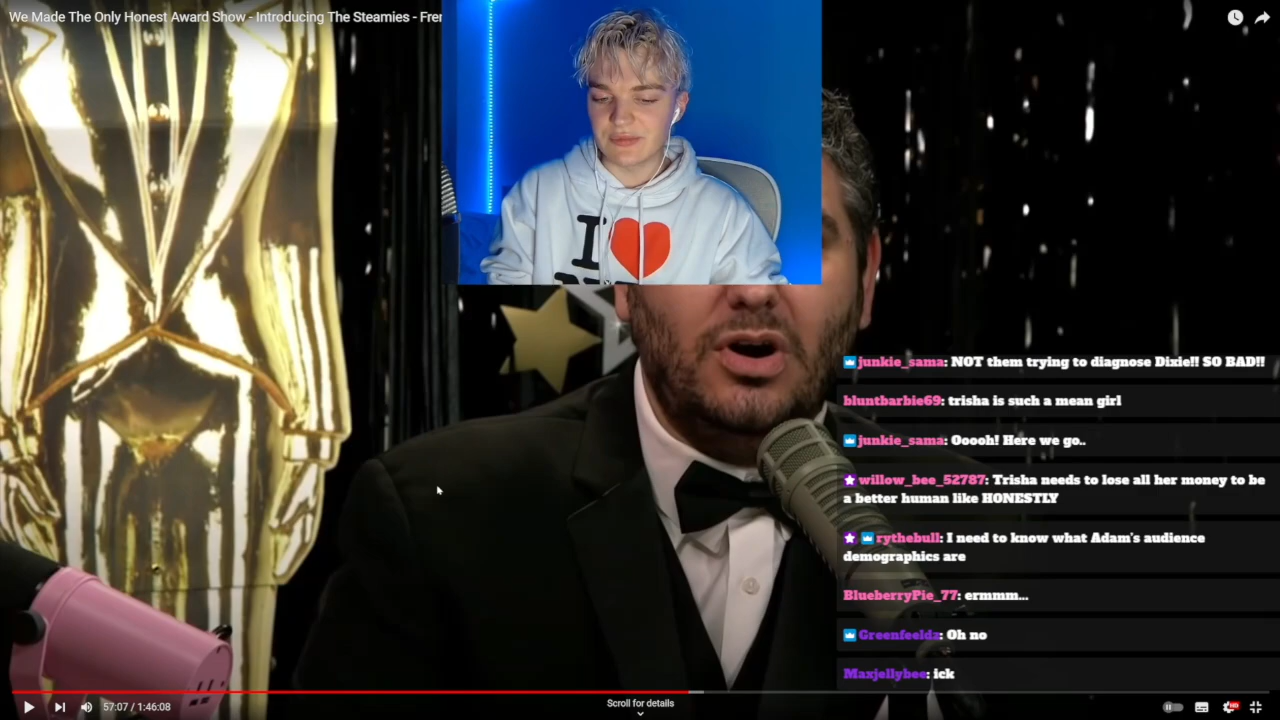 We Made The Only Honest Award Show - Introducing The Steamies - Fren
I
junkie_sama: NOT them trying to diagnose Dixie!! SO BAD!!
bluntbarbie69: trisha is such a mean girl
junkie_sama: Ooooh! Here we go..
willow_bee_52787: Trisha needs to lose all her money to be
a better human like HONESTLY
rythebull: I need to know what Adam's audience
demographics are
BlueberryPie_77: ermmm...
Greenfeeldz: Oh no
Maxjellybee: ick
57:07 / 1:46:08
Scroll for details
HD